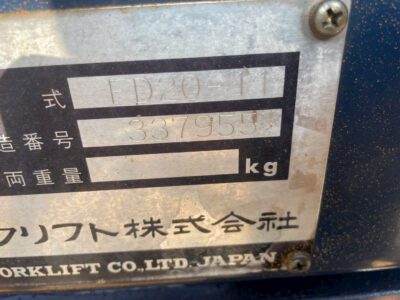 式 FD20-11
造番号 337955
両重量 kg
フリフト株式会社
ORKLIFT CO., LTD. JAPAN